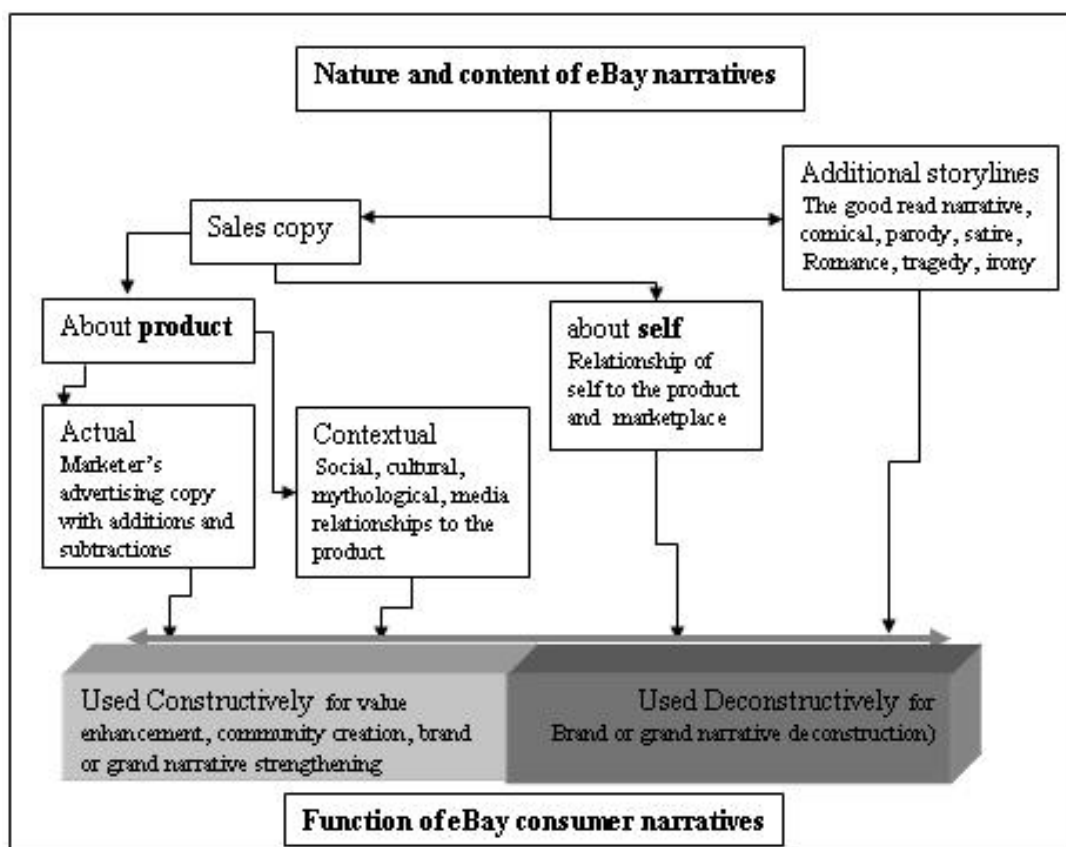 Nature and content of eBay narratives
Additional storylines
The good read narrative,
comical, parody, satire,
Romance, tragedy, irony
Sales copy
About product
about self
Relationship of
self to the product
and marketplace
Actual
Marketer's
advertising copy
with additions and
subtractions
Contextual
Social, cultural,
mythological, media
relationships to the
product
Used Constructively for value
enhancement, community creation, brand
or grand narrative strengthening
Used Deconstructively for
Brand or grand narrative deconstruction)
Function of eBay consumer narratives